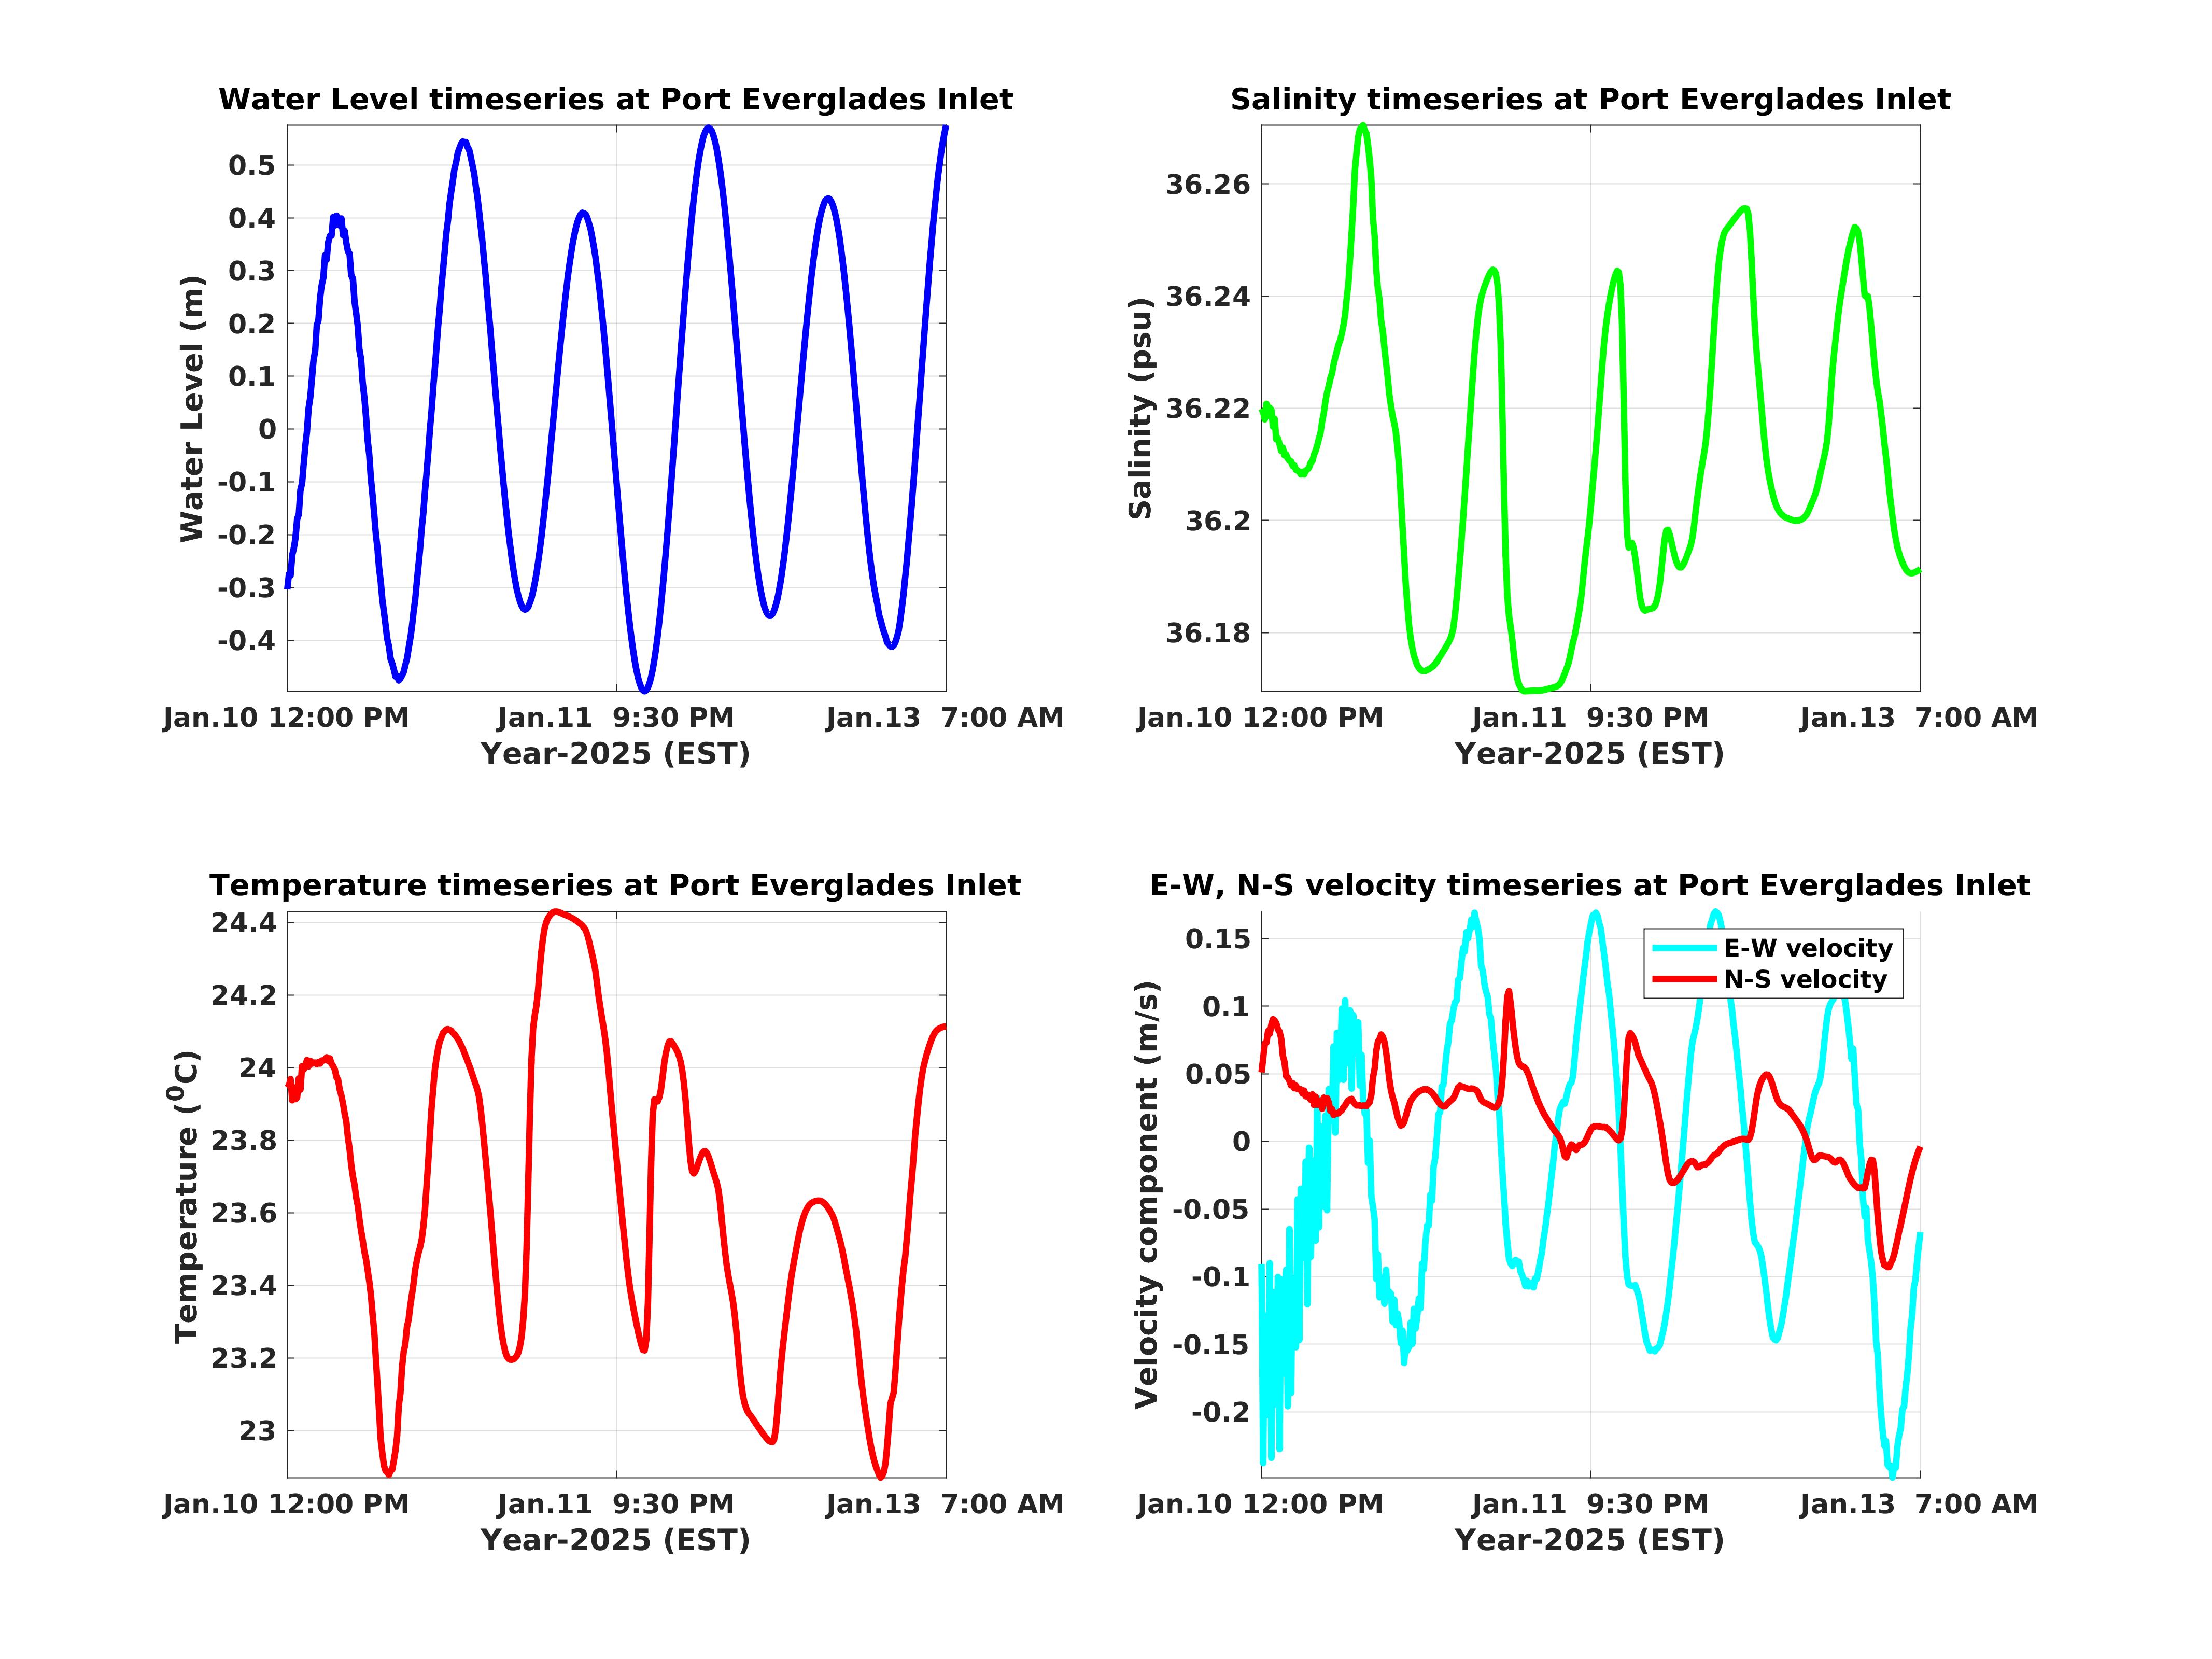 Water Level timeseries at Port Everglades Inlet
0.5
0.4
0.3
0.2
0.1
0
-0.1
-0.2
-0.3
-0.4
Water Level (m)
Jan.10 12:00 PM Jan.11 9:30 PM Jan.13 7:00 AM
Year-2025 (EST)
Salinity timeseries at Port Everglades Inlet
36.26
36.24
36.22
36.2
36.18
Salinity (psu)
Jan.10 12:00 PM Jan.11 9:30 PM Jan.13 7:00 AM
Year-2025 (EST)
Temperature timeseries at Port Everglades Inlet
24.4
24.2
24
23.8
23.6
23.4
23.2
23
Temperature (⁰C)
Jan.10 12:00 PM Jan.11 9:30 PM Jan.13 7:00 AM
Year-2025 (EST)
E-W, N-S velocity timeseries at Port Everglades Inlet
0.15
0.1
0.05
0
-0.05
-0.1
-0.15
-0.2
Velocity component (m/s)
E-W velocity
N-S velocity
Jan.10 12:00 PM Jan.11 9:30 PM Jan.13 7:00 AM
Year-2025 (EST)